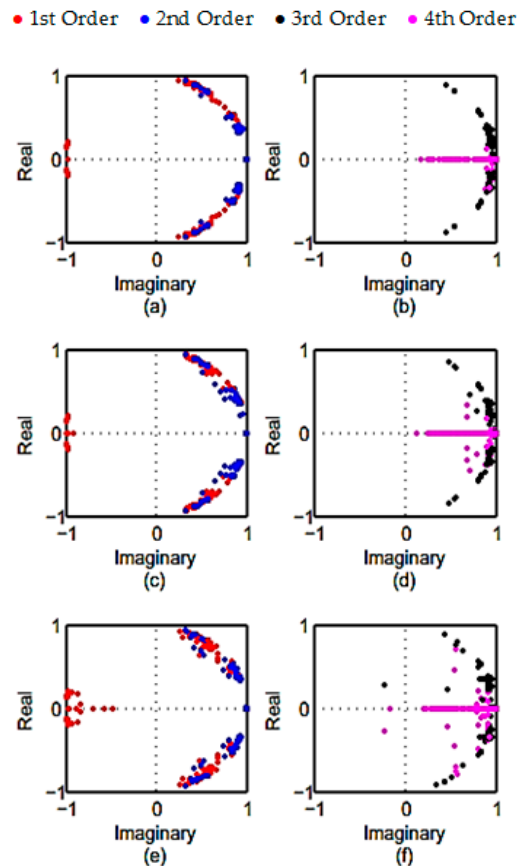 1st Order 2nd Order 3rd Order 4th Order
1 1
Real 0 Real 0
−1 −1
−1 0 1 −1 0 1
Imaginary Imaginary
(a) (b)
1 1
Real 0 Real 0
−1 −1
−1 0 1 −1 0 1
Imaginary Imaginary
(c) (d)
1 1
Real 0 Real 0
−1 −1
−1 0 1 −1 0 1
Imaginary Imaginary
(e) (f)